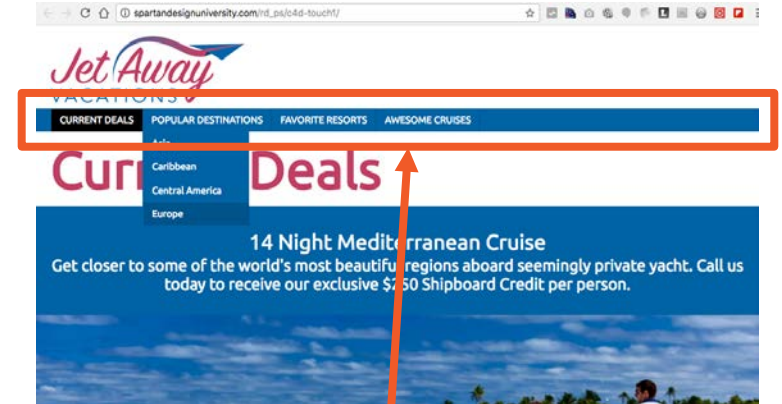 spartandesignuniversity.com/rd_ps/c4d-touch1/
Jet Away
VACATIONS
CURRENT DEALS POPULAR DESTINATIONS FAVORITE RESORTS AWESOME CRUISES
Asia
Caribbean
Central America
Europe
Deals
14 Night Mediterranean Cruise
Get closer to some of the world's most beautiful regions aboard seemingly private yacht. Call us
today to receive our exclusive $250 Shipboard Credit per person.